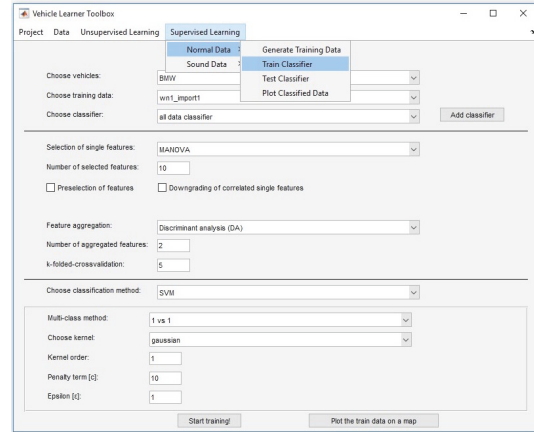 Vehicle Learner Toolbox
Project Data Unsupervised Learning Supervised Learning
Normal Data
Sound Data
Generate Training Data
Train Classifier
Test Classifier
Plot Classified Data
Choose vehicles: BMW
Choose training data: wn1_import1
Choose classifier: all data classifier Add classifier
Selection of single features: MANOVA
Number of selected features: 10
Preselection of features Downgrading of correlated single features
Feature aggregation: Discriminant analysis (DA)
Number of aggregated features: 2
k-folded-crossvalidation: 5
Choose classification method: SVM
Multi-class method: 1 vs 1
Choose kernel: gaussian
Kernel order: 1
Penalty term [c]: 10
Epsilon [ε]: 1
Start training! Plot the train data on a map